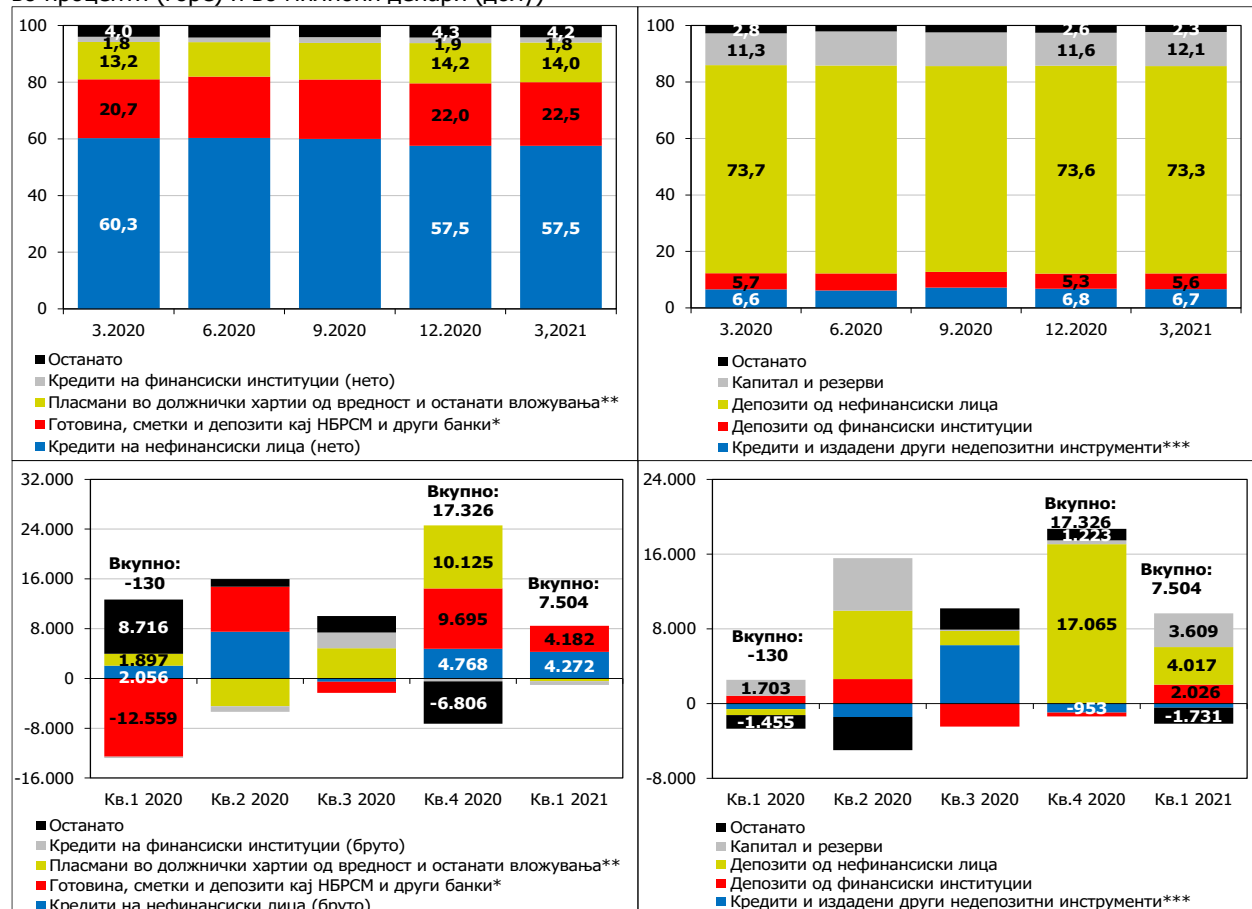 во проценти (горе) и во милиони денари (долу)
100
80
60
40
20
0
4,0
1,8
13,2
20,7
60,3
4,3
1,9
14,2
22,0
57,5
4,2
1,8
14,0
22,5
57,5
3.2020 6.2020 9.2020 12.2020 3,2021
Останато
Кредити на финансиски институции (нето)
Пласмани во должнички хартии од вредност и останати вложувања**
Готовина, сметки и депозити кај НБРСМ и други банки*
Кредити на нефинансиски лица (нето)
100
80
60
40
20
0
2,8
11,3
73,7
5,7
6,6
2,6
11,6
73,6
5,3
6,8
2,3
12,1
73,3
5,6
6,7
3.2020 6.2020 9.2020 12.2020 3,2021
Останато
Капитал и резерви
Депозити од нефинансиски лица
Депозити од финансиски институции
Кредити и издадени други недепозитни инструменти***
32.000
24.000
16.000
8.000
0
-8.000
-16.000
Вкупно:
-130
8.716
1.897
2.056
-12.559
Вкупно:
17.326
10.125
9.695
4.768
-6.806
Вкупно:
7.504
4.182
4.272
Кв.1 2020 Кв.2 2020 Кв.3 2020 Кв.4 2020 Кв.1 2021
Останато
Кредити на финансиски институции (бруто)
Пласмани во должнички хартии од вредност и останати вложувања**
Готовина, сметки и депозити кај НБРСМ и други банки*
Кредити на нефинансиски лица (бруто)
24.000
16.000
8.000
0
-8.000
Вкупно:
-130
1.703
-1.455
Вкупно:
17.326
1.223
17.065
-953
Вкупно:
7.504
3.609
4.017
2.026
-1.731
Кв.1 2020 Кв.2 2020 Кв.3 2020 Кв.4 2020 Кв.1 2021
Останато
Капитал и резерви
Депозити од нефинансиски лица
Депозити од финансиски институции
Кредити и издадени други недепозитни инструменти***